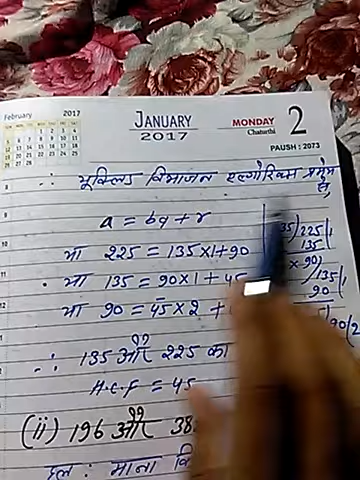 February 2017
JANUARY
2017
MONDAY
Chaturthi
2
PAUSH : 2073
∴ यूक्लिड विभाजन एल्गोरिथ्म प्रमेय से,
a = bq + r
या 225 = 135×1+90
या 135 = 90×1 + 45
या 90 = 45×2 +
∴ 135 और 225 का
H.C.F = 45
(ii) 196 और 38
हल : माना